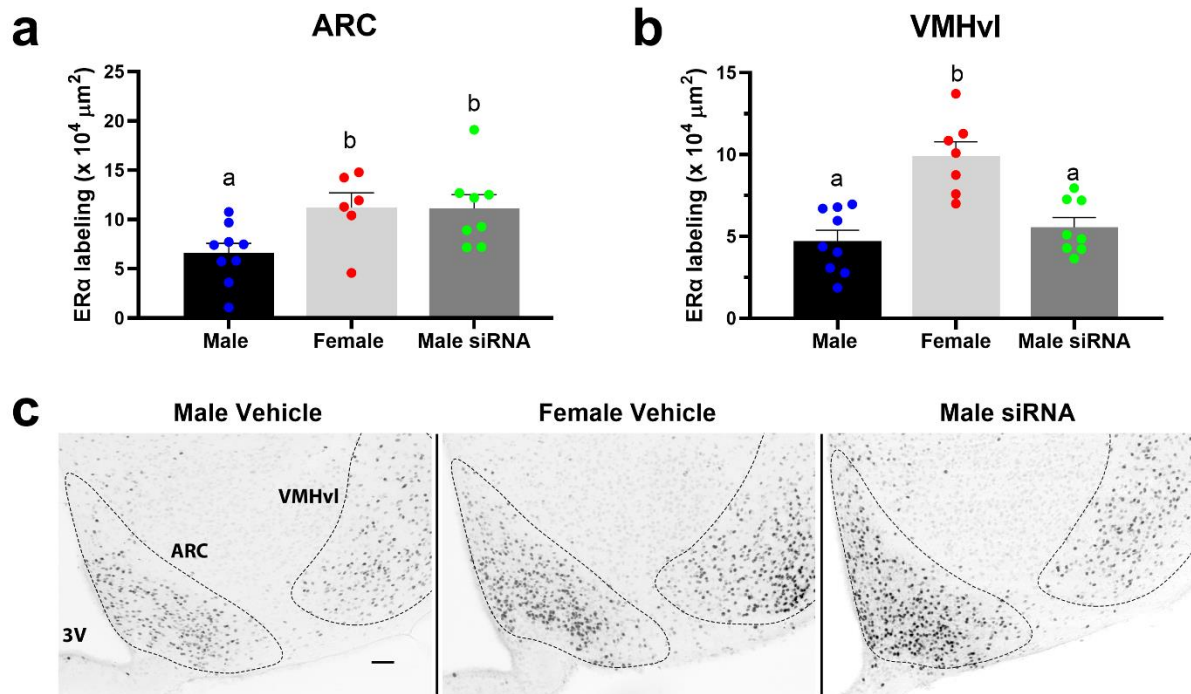 a
ARC
ERα labeling (x 10⁴ μm²)
25
20
15
10
5
0
a
b
b
Male
Female
Male siRNA
b
VMHvl
ERα labeling (x 10⁴ μm²)
15
10
5
0
a
b
a
Male
Female
Male siRNA
c
Male Vehicle
Female Vehicle
Male siRNA
VMHvl
ARC
3V